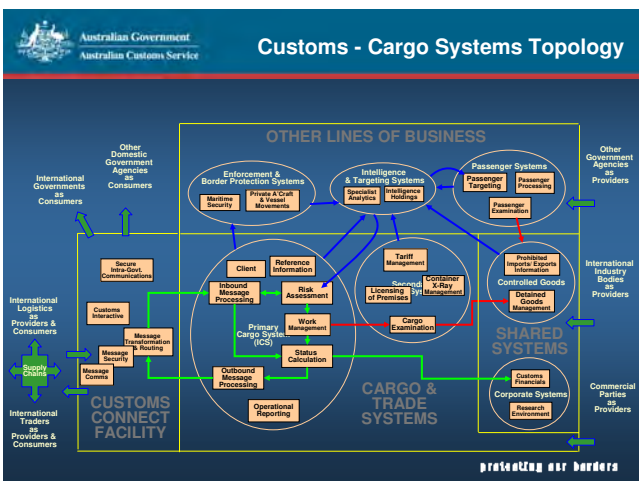 Australian Government
Australian Customs Service
Customs - Cargo Systems Topology
OTHER LINES OF BUSINESS
Other
Domestic
Government
Agencies
as
Consumers
International
Governments
as
Consumers
Enforcement &
Border Protection Systems
Maritime
Security
Private A'Craft
& Vessel
Movements
Intelligence
& Targeting Systems
Specialist
Analytics
Intelligence
Holdings
Passenger Systems
Passenger
Targeting
Passenger
Processing
Passenger
Examination
Other
Government
Agencies
as
Providers
Secure
Intra-Govt.
Communications
Customs
Interactive
Message
Transformation
& Routing
Message
Security
Message
Comms
CUSTOMS
CONNECT
FACILITY
International
Logistics
as
Providers &
Consumers
Supply
Chains
International
Traders
as
Providers &
Consumers
Client
Reference
Information
Inbound
Message
Processing
Risk
Assessment
Primary
Cargo System
(ICS)
Work
Management
Status
Calculation
Outbound
Message
Processing
Operational
Reporting
Tariff
Management
Container
X-Ray
Management
Licensing
of Premises
Cargo
Examination
CARGO &
TRADE
SYSTEMS
Prohibited
Imports/ Exports
Information
Controlled Goods
Detained
Goods
Management
SHARED
SYSTEMS
Customs
Financials
Corporate Systems
Research
Environment
International
Industry
Bodies as
Providers
Commercial
Parties
as
Providers
protecting our borders